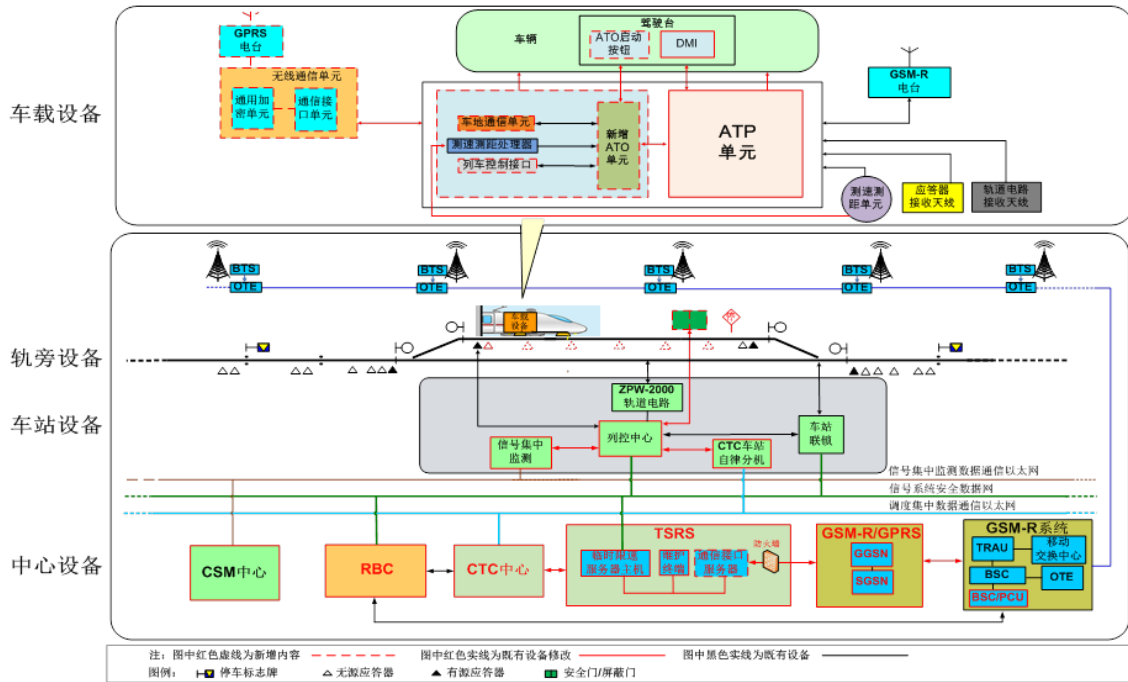 车载设备
GPRS
电台
无线通信单元
通用加
密单元
通信接
口单元
车辆
驾驶台
ATO启动
按钮
DMI
车地通信单元
测速测距处理器
列车控制接口
新增
ATO
单元
ATP
单元
GSM-R
电台
测速测
距单元
应答器
接收天线
轨道电路
接收天线
轨旁设备
BTS
OTE
BTS
OTE
BTS
OTE
BTS
OTE
BTS
OTE
车载
设备
车站设备
ZPW-2000
轨道电路
列控中心
信号集中
监测
CTC车站
自律分机
车站
联锁
信号集中监测数据通信以太网
信号系统安全数据网
调度集中数据通信以太网
中心设备
CSM中心
RBC
CTC中心
TSRS
临时限速
服务器主机
维护
终端
通信接口
服务器
防火墙
GSM-R/GPRS
GGSN
SGSN
GSM-R系统
TRAU
移动
交换中心
BSC
OTE
BSC/PCU
注:图中红色虚线为新增内容
图中红色实线为既有设备修改
图中黑色实线为既有设备
图例:
停车标志牌
无源应答器
有源应答器
安全门/屏蔽门